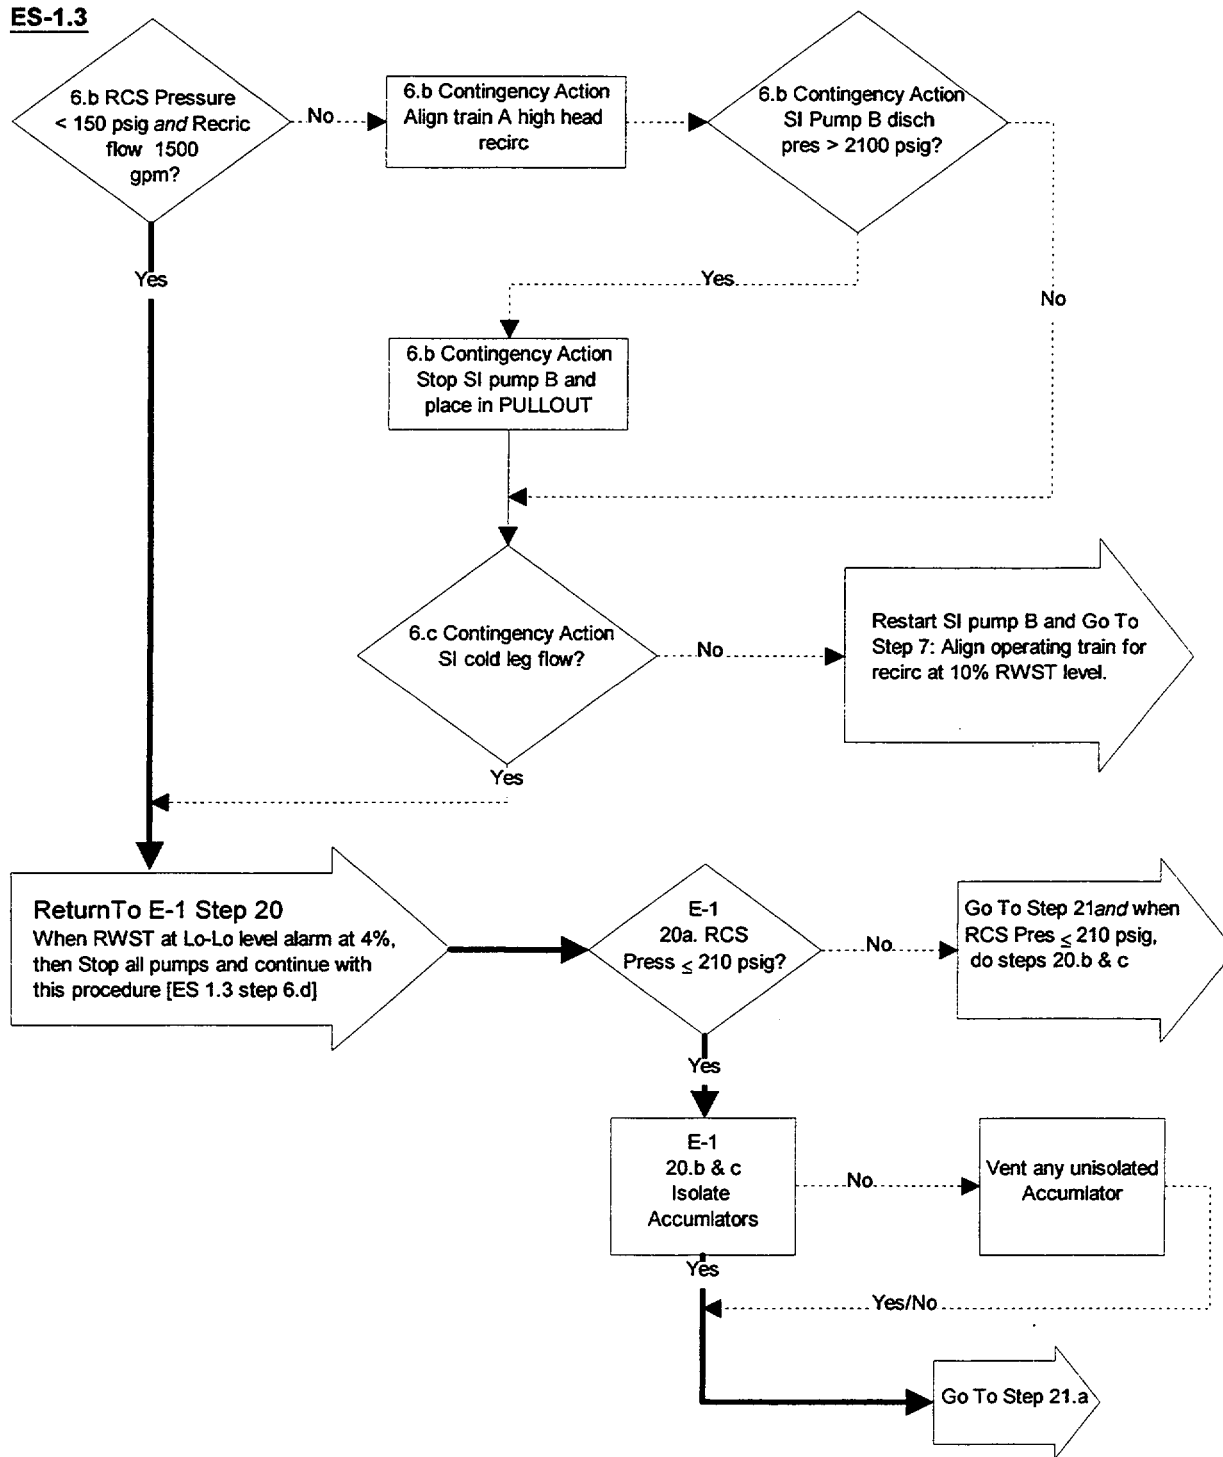 ES-1.3
6.b RCS Pressure
< 150 psig and Recric
flow 1500
gpm?
No
6.b Contingency Action
Align train A high head
recirc
6.b Contingency Action
SI Pump B disch
pres > 2100 psig?
Yes
Yes
No
6.b Contingency Action
Stop SI pump B and
place in PULLOUT
6.c Contingency Action
SI cold leg flow?
No
Restart SI pump B and Go To
Step 7: Align operating train for
recirc at 10% RWST level.
Yes
ReturnTo E-1 Step 20
When RWST at Lo-Lo level alarm at 4%,
then Stop all pumps and continue with
this procedure [ES 1.3 step 6.d]
E-1
20a. RCS
Press ≤ 210 psig?
No
Go To Step 21and when
RCS Pres ≤ 210 psig,
do steps 20.b & c
Yes
E-1
20.b & c
Isolate
Accumlators
No
Vent any unisolated
Accumlator
Yes
Yes/No
Go To Step 21.a